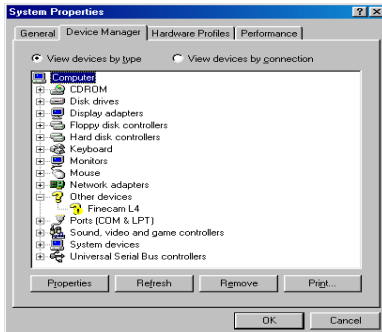 System Properties
General Device Manager Hardware Profiles Performance
View devices by type View devices by connection
Computer
CDROM
Disk drives
Display adapters
Floppy disk controllers
Hard disk controllers
Keyboard
Monitors
Mouse
Network adapters
Other devices
Finecam L4
Ports (COM & LPT)
Sound, video and game controllers
System devices
Universal Serial Bus controllers
Properties Refresh Remove Print...
OK Cancel